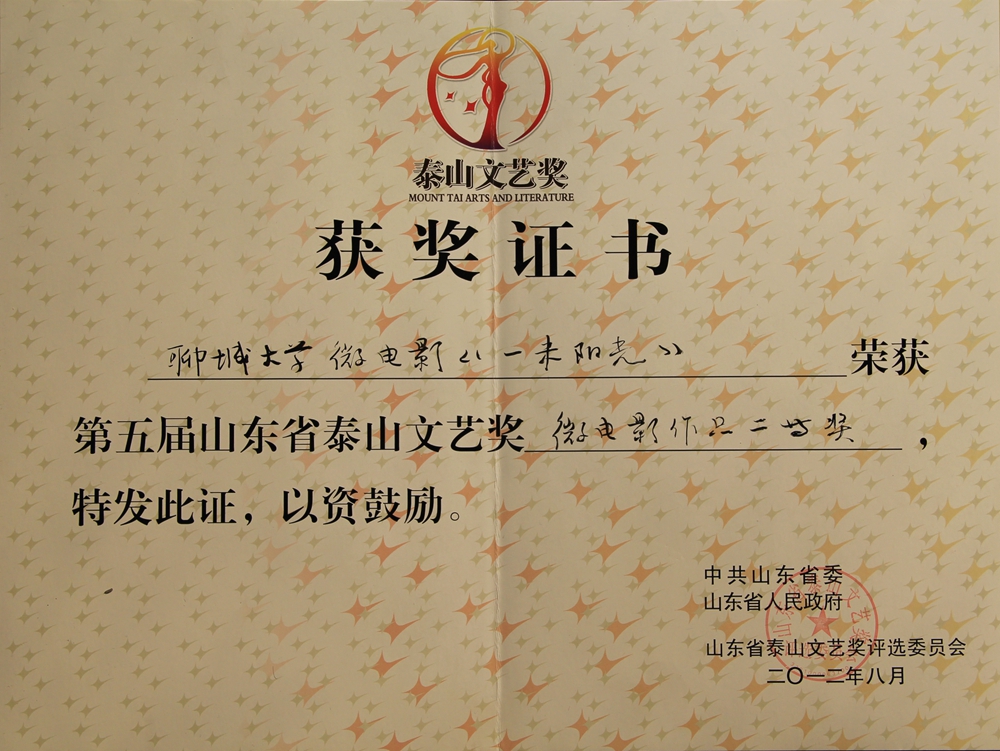 泰山文艺奖
MOUNT TAI ARTS AND LITERATURE
获奖证书
聊城大学微电影《一米阳光》荣获
第五届山东省泰山文艺奖微电影作品二等奖，
特发此证，以资鼓励。
中共山东省委
山东省人民政府
山东省泰山文艺奖评选委员会
二〇一二年八月